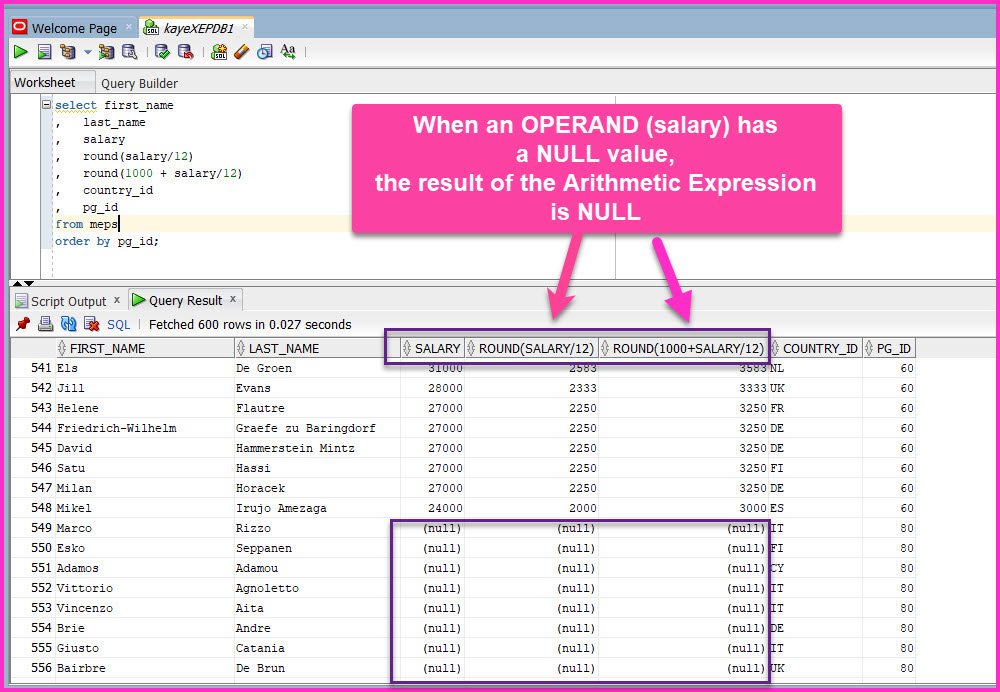 Welcome Page kayeXEPDB1
Worksheet Query Builder
select first_name
, last_name
, salary
, round(salary/12)
, round(1000 + salary/12)
, country_id
, pg_id
from meps
order by pg_id;
When an OPERAND (salary) has
a NULL value,
the result of the Arithmetic Expression
is NULL
Script Output x Query Result x
SQL | Fetched 600 rows in 0.027 seconds
FIRST_NAME LAST_NAME SALARY ROUND(SALARY/12) ROUND(1000+SALARY/12) COUNTRY_ID PG_ID
541 Els De Groen 31000 2583 3583 NL 60
542 Jill Evans 28000 2333 3333 UK 60
543 Helene Flautre 27000 2250 3250 FR 60
544 Friedrich-Wilhelm Graefe zu Baringdorf 27000 2250 3250 DE 60
545 David Hammerstein Mintz 27000 2250 3250 DE 60
546 Satu Hassi 27000 2250 3250 FI 60
547 Milan Horacek 27000 2250 3250 DE 60
548 Mikel Irujo Amezaga 24000 2000 3000 ES 60
549 Marco Rizzo (null) (null) (null) IT 80
550 Esko Seppanen (null) (null) (null) FI 80
551 Adamos Adamou (null) (null) (null) CY 80
552 Vittorio Agnoletto (null) (null) (null) IT 80
553 Vincenzo Aita (null) (null) (null) IT 80
554 Brie Andre (null) (null) (null) DE 80
555 Giusto Catania (null) (null) (null) IT 80
556 Bairbre De Brun (null) (null) (null) UK 80